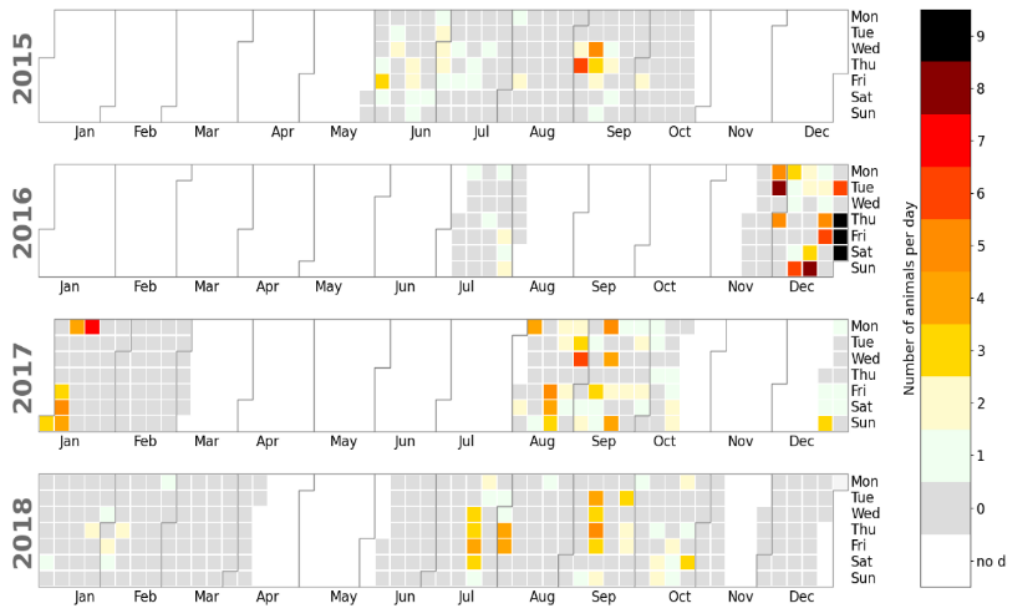 2015
Mon
Tue
Wed
Thu
Fri
Sat
Sun
Jan Feb Mar Apr May Jun Jul Aug Sep Oct Nov Dec
2016
Mon
Tue
Wed
Thu
Fri
Sat
Sun
Jan Feb Mar Apr May Jun Jul Aug Sep Oct Nov Dec
2017
Mon
Tue
Wed
Thu
Fri
Sat
Sun
Jan Feb Mar Apr May Jun Jul Aug Sep Oct Nov Dec
2018
Mon
Tue
Wed
Thu
Fri
Sat
Sun
Jan Feb Mar Apr May Jun Jul Aug Sep Oct Nov Dec
Number of animals per day
9
8
7
6
5
4
3
2
1
0
no d